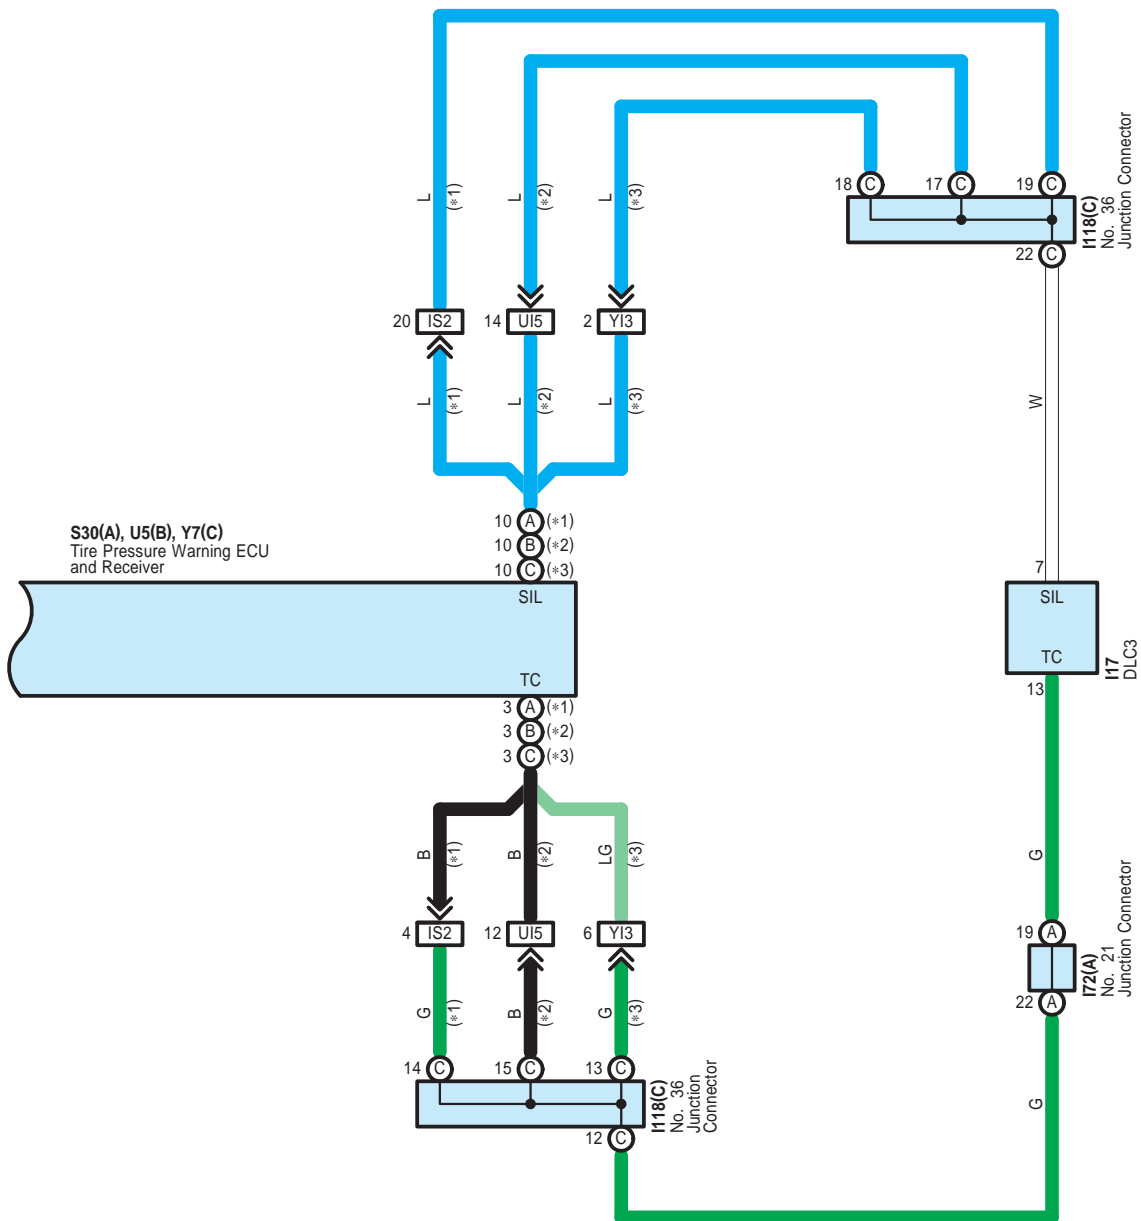 L
(*1)
L
(*2)
L
(*3)
18 C
17 C
19 C
I118(C)
No. 36
Junction Connector
22 C
20 IS2
14 UI5
2 YI3
L
(*1)
L
(*2)
L
(*3)
W
10 A (*1)
10 B (*2)
10 C (*3)
S30(A), U5(B), Y7(C)
Tire Pressure Warning ECU
and Receiver
SIL
TC
7
SIL
TC
I17
DLC3
13
3 A (*1)
3 B (*2)
3 C (*3)
B
(*1)
B
(*2)
LG
(*3)
G
4 IS2
12 UI5
6 YI3
19 A
I72(A)
No. 21
Junction Connector
22 A
G
(*1)
B
(*2)
G
(*3)
14 C
15 C
13 C
I118(C)
No. 36
Junction
Connector
12 C
G